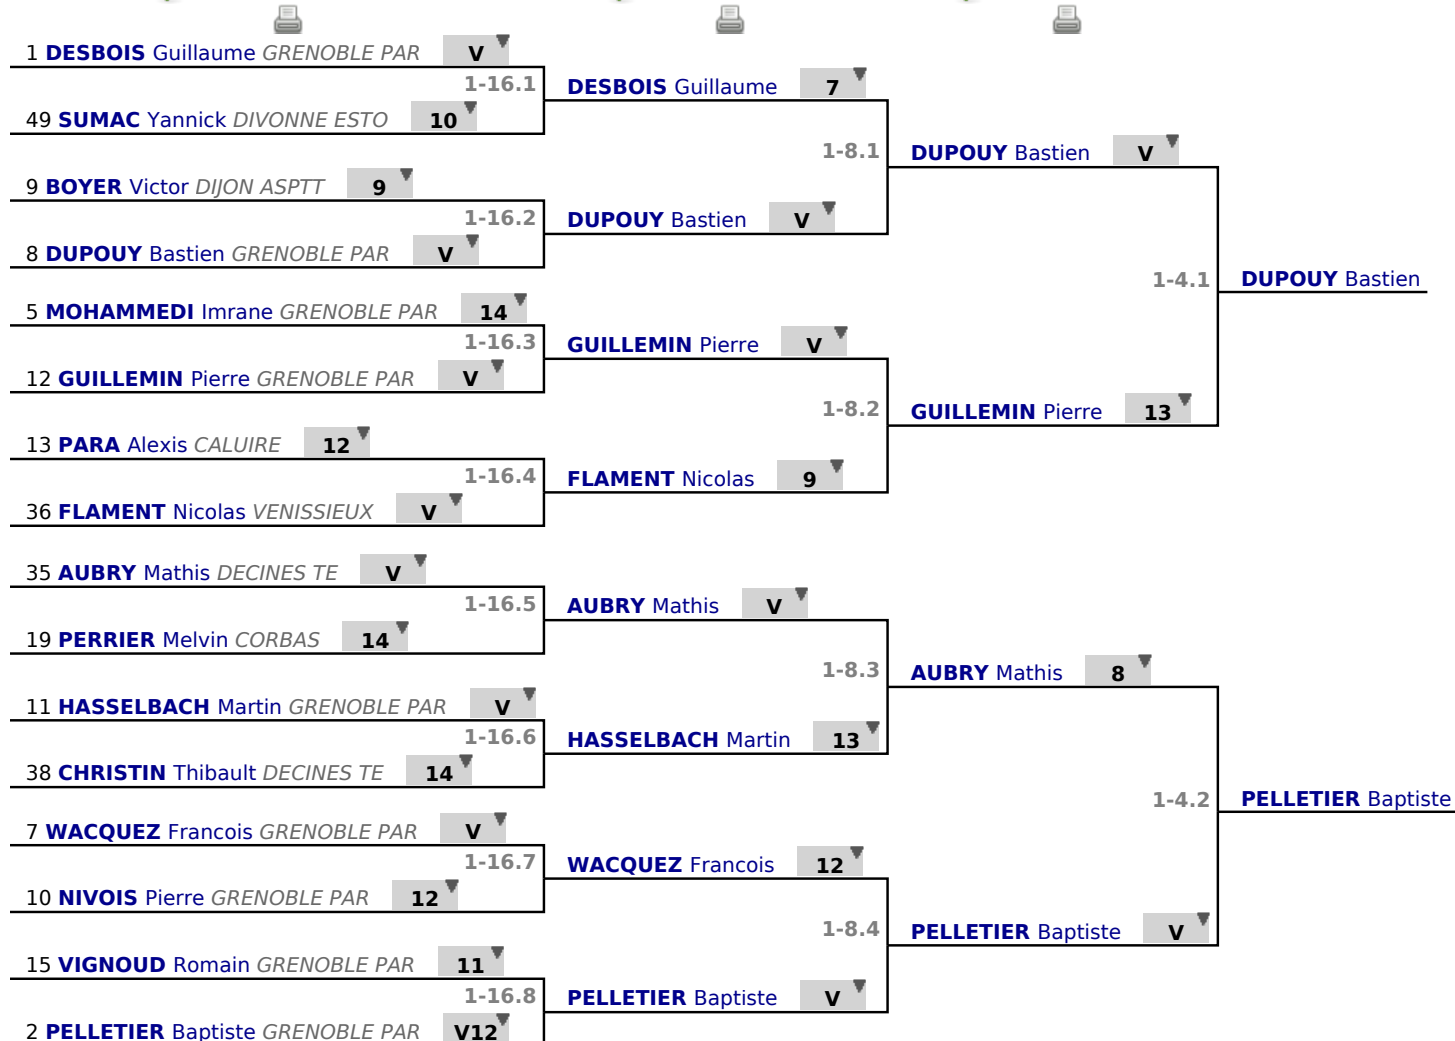 1 DESBOIS Guillaume GRENOBLE PAR V
1-16.1
49 SUMAC Yannick DIVONNE ESTO 10
9 BOYER Victor DIJON ASPTT 9
1-16.2
8 DUPOUY Bastien GRENOBLE PAR V
5 MOHAMMEDI Imrane GRENOBLE PAR 14
1-16.3
12 GUILLEMIN Pierre GRENOBLE PAR V
13 PARA Alexis CALUIRE 12
1-16.4
36 FLAMENT Nicolas VENISSIEUX V
35 AUBRY Mathis DECINES TE V
1-16.5
19 PERRIER Melvin CORBAS 14
11 HASSELBACH Martin GRENOBLE PAR V
1-16.6
38 CHRISTIN Thibault DECINES TE 14
7 WACQUEZ Francois GRENOBLE PAR V
1-16.7
10 NIVOIS Pierre GRENOBLE PAR 12
15 VIGNOUD Romain GRENOBLE PAR 11
1-16.8
2 PELLETIER Baptiste GRENOBLE PAR V12
DESBOIS Guillaume 7
1-8.1
DUPOUY Bastien V
GUILLEMIN Pierre V
1-8.2
FLAMENT Nicolas 9
AUBRY Mathis V
1-8.3
HASSELBACH Martin 13
WACQUEZ Francois 12
1-8.4
PELLETIER Baptiste V
DUPOUY Bastien V
1-4.1
GUILLEMIN Pierre 13
AUBRY Mathis 8
1-4.2
PELLETIER Baptiste V
DUPOUY Bastien
PELLETIER Baptiste